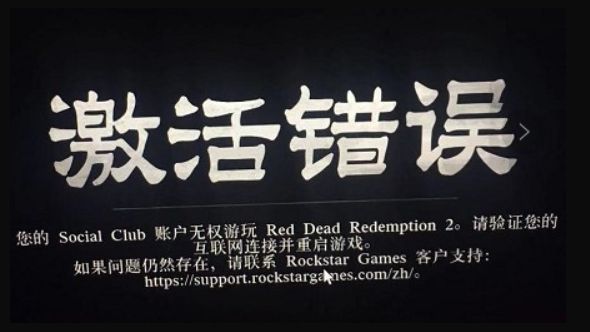 激活错误
您的 Social Club 账户无权游玩 Red Dead Redemption 2。请验证您的
互联网连接并重启游戏。
如果问题仍然存在，请联系 Rockstar Games 客户支持：
https://support.rockstargames.com/zh/。